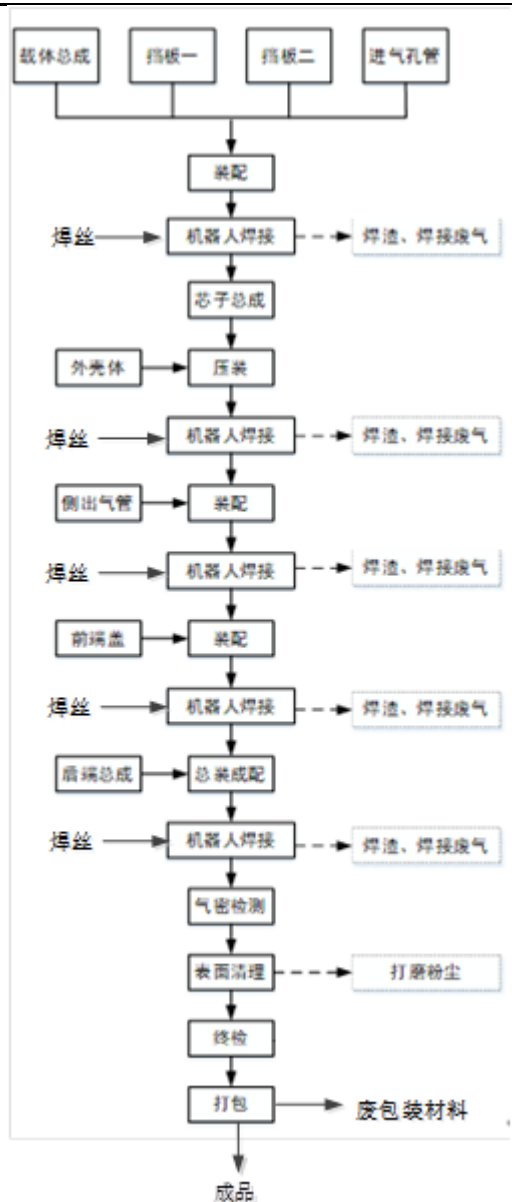 载体总成 挡板一 挡板二 进气孔管
装配
焊丝 机器人焊接 焊渣、焊接废气
芯子总成
外壳体 压装
焊丝 机器人焊接 焊渣、焊接废气
侧出气管 装配
焊丝 机器人焊接 焊渣、焊接废气
前端盖 装配
焊丝 机器人焊接 焊渣、焊接废气
后端总成 总装成配
焊丝 机器人焊接 焊渣、焊接废气
气密检测
表面清理 打磨粉尘
终检
打包 废包装材料
成品